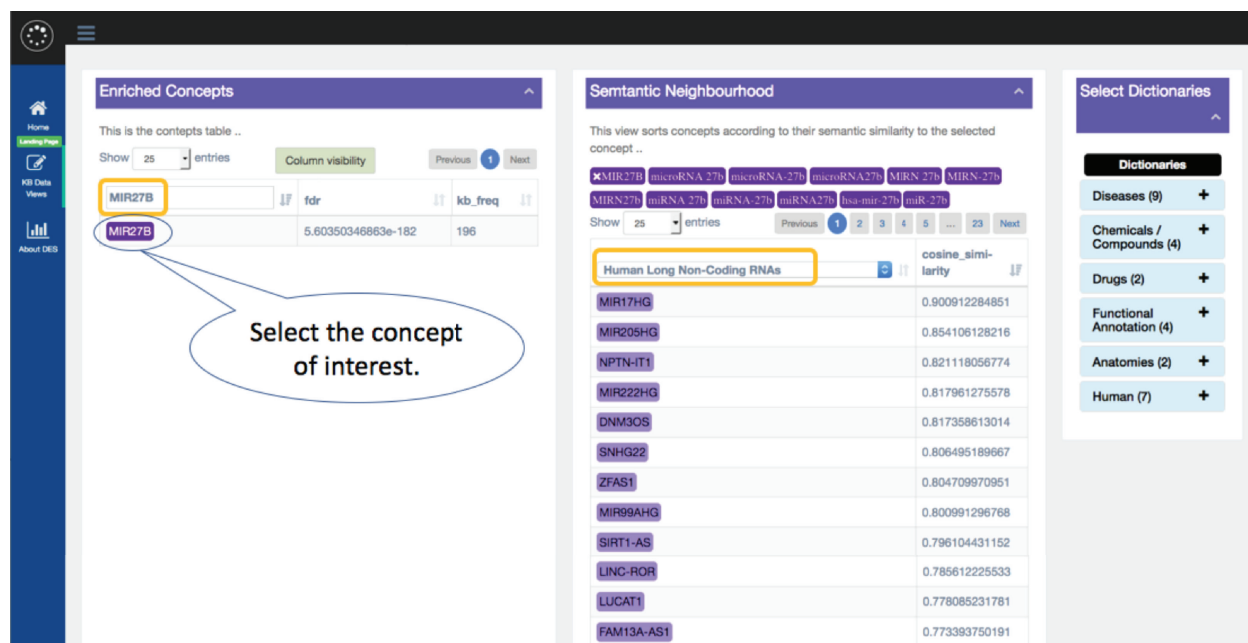 Home
Landing Page
KB Data
Views
About DES
Enriched Concepts
This is the contepts table ..
Show 25 entries
Column visibility
Previous 1 Next
MIR27B fdr kb_freq
MIR27B 5.60350346863e-182 196
Select the concept
of interest.
Semtantic Neighbourhood
This view sorts concepts according to their semantic similarity to the selected
concept ..
×MIR27B microRNA 27b microRNA-27b microRNA27b MIRN 27b MIRN-27b
MIRN27b miRNA 27b miRNA-27b miRNA27b hsa-mir-27b miR-27b
Show 25 entries Previous 1 2 3 4 5 ... 23 Next
Human Long Non-Coding RNAs
cosine_simi-
larity
MIR17HG 0.900912284851
MIR205HG 0.854106128216
NPTN-IT1 0.821118056774
MIR222HG 0.817961275578
DNM3OS 0.817358613014
SNHG22 0.806495189667
ZFAS1 0.804709970951
MIR99AHG 0.800991296768
SIRT1-AS 0.796104431152
LINC-ROR 0.785612225533
LUCAT1 0.778085231781
FAM13A-AS1 0.773393750191
Select Dictionaries
Dictionaries
Diseases (9) +
Chemicals /
Compounds (4) +
Drugs (2) +
Functional
Annotation (4) +
Anatomies (2) +
Human (7) +